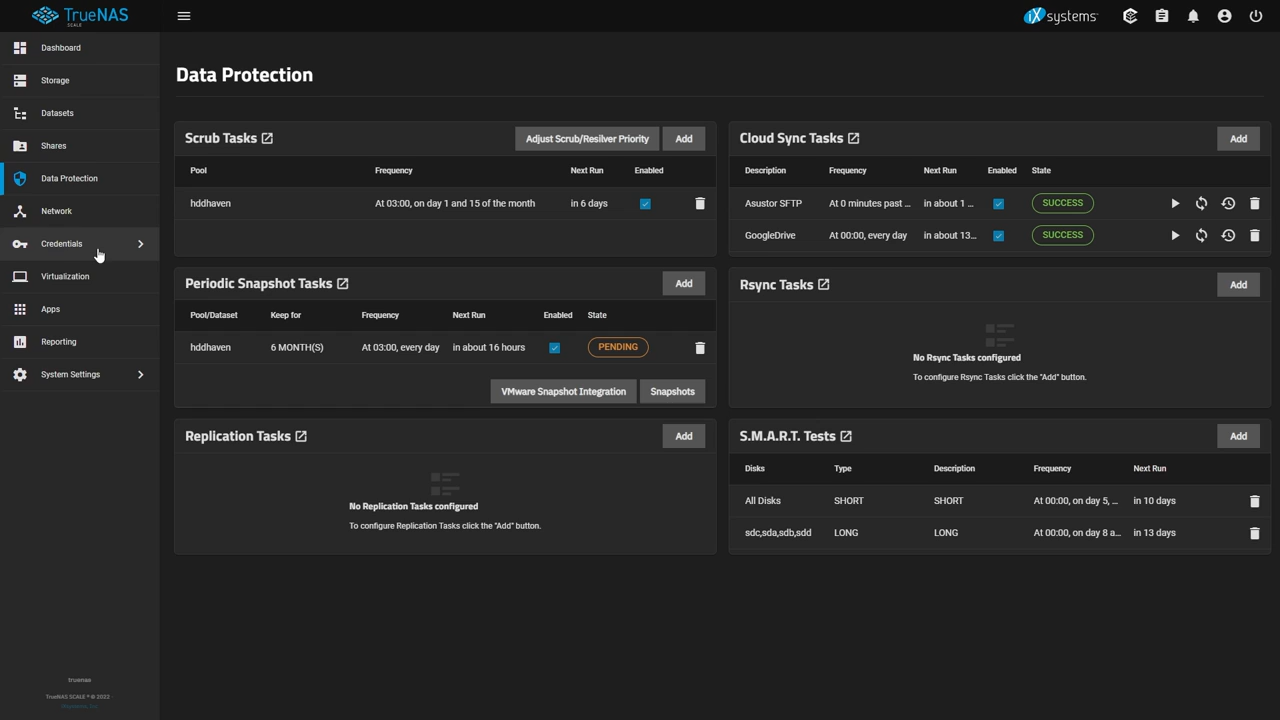 TrueNAS
SCALE
iXsystems
Dashboard
Storage
Datasets
Shares
Data Protection
Network
Credentials
Virtualization
Apps
Reporting
System Settings
truenas
TrueNAS SCALE ® © 2022 -
iXsystems, Inc.
Data Protection
Scrub Tasks
Adjust Scrub/Resilver Priority Add
Pool Frequency Next Run Enabled
hddhaven At 03:00, on day 1 and 15 of the month in 6 days
Periodic Snapshot Tasks Add
Pool/Dataset Keep for Frequency Next Run Enabled State
hddhaven 6 MONTH(S) At 03:00, every day in about 16 hours PENDING
VMware Snapshot Integration Snapshots
Replication Tasks Add
No Replication Tasks configured
To configure Replication Tasks click the "Add" button.
Cloud Sync Tasks Add
Description Frequency Next Run Enabled State
Asustor SFTP At 0 minutes past ... in about 1 ... SUCCESS
GoogleDrive At 00:00, every day in about 13... SUCCESS
Rsync Tasks Add
No Rsync Tasks configured
To configure Rsync Tasks click the "Add" button.
S.M.A.R.T. Tests Add
Disks Type Description Frequency Next Run
All Disks SHORT SHORT At 00:00, on day 5, ... in 10 days
sdc,sda,sdb,sdd LONG LONG At 00:00, on day 8 a... in 13 days